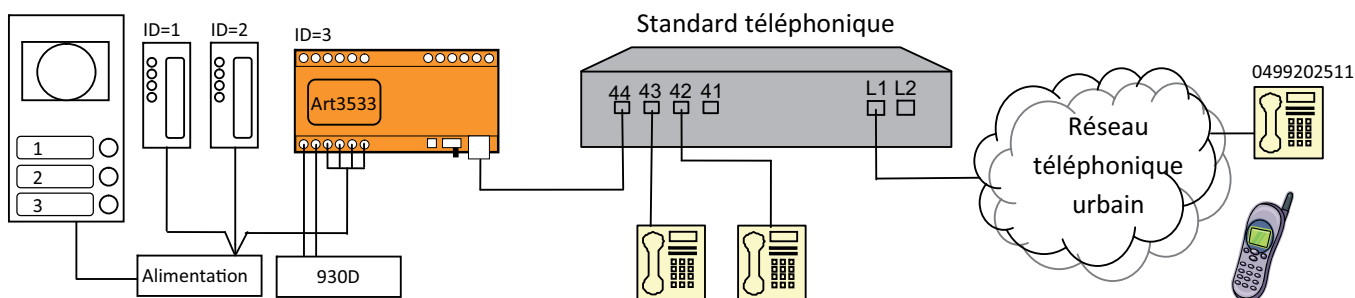 Standard téléphonique
ID=1
ID=2
ID=3
Art3533
44
43
42
41
L1
L2
0499202511
Réseau
téléphonique
urbain
1
2
3
Alimentation
930D